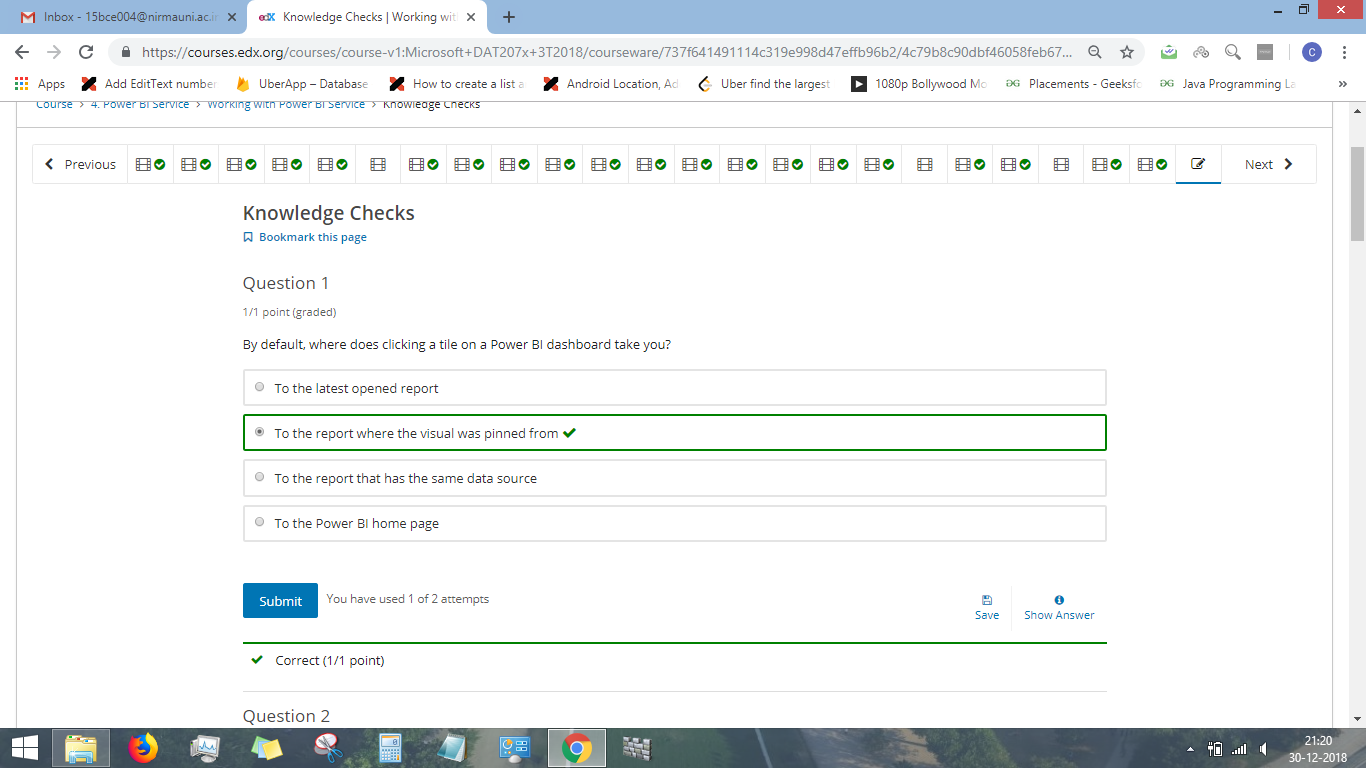 Inbox - 15bce004@nirmauni.ac.i
Knowledge Checks | Working wit
https://courses.edx.org/courses/course-v1:Microsoft+DAT207x+3T2018/courseware/737f641491114c319e998d47effb96b2/4c79b8c90dbf46058feb67...
C
Apps
Add EditText number
UberApp – Database
How to create a list a
Android Location, Ad
Uber find the largest
1080p Bollywood Mo
Placements - Geeksfo
Java Programming La
Course > 4. Power BI Service > Working with Power BI Service > Knowledge Checks
Previous
Next
Knowledge Checks
Bookmark this page
Question 1
1/1 point (graded)
By default, where does clicking a tile on a Power BI dashboard take you?
To the latest opened report
To the report where the visual was pinned from
To the report that has the same data source
To the Power BI home page
Submit
You have used 1 of 2 attempts
Save
Show Answer
Correct (1/1 point)
Question 2
21:20
30-12-2018